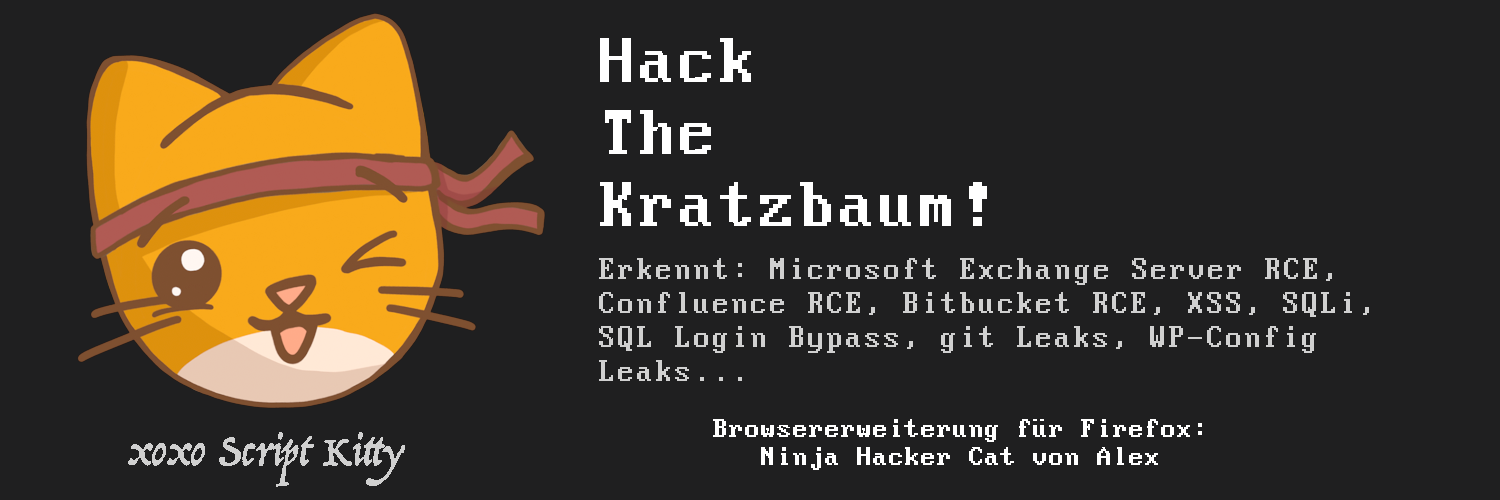 Hack
The
Kratzbaum!
Erkennt: Microsoft Exchange Server RCE,
Confluence RCE, Bitbucket RCE, XSS, SQLi,
SQL Login Bypass, git Leaks, WP-Config
Leaks...
Browsererweiterung für Firefox:
Ninja Hacker Cat von Alex
xoxo Script Kitty